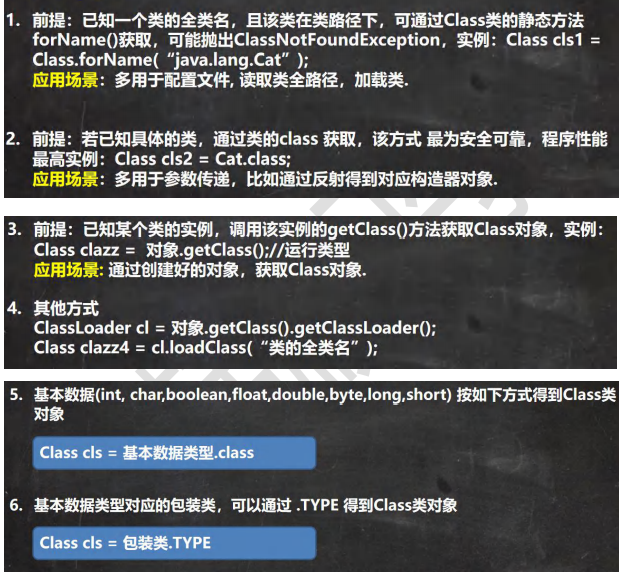 1. 前提：已知一个类的全类名，且该类在类路径下，可通过Class类的静态方法
forName()获取，可能抛出ClassNotFoundException，实例：Class cls1 =
Class.forName( “java.lang.Cat” );
应用场景：多用于配置文件, 读取类全路径，加载类.
2. 前提：若已知具体的类，通过类的class 获取，该方式 最为安全可靠，程序性能
最高实例：Class cls2 = Cat.class;
应用场景：多用于参数传递，比如通过反射得到对应构造器对象.
3. 前提：已知某个类的实例，调用该实例的getClass()方法获取Class对象，实例：
Class clazz = 对象.getClass();//运行类型
应用场景: 通过创建好的对象，获取Class对象.
4. 其他方式
ClassLoader cl = 对象.getClass().getClassLoader();
Class clazz4 = cl.loadClass( “类的全类名” );
5. 基本数据(int, char,boolean,float,double,byte,long,short) 按如下方式得到Class类
对象
Class cls = 基本数据类型.class
6. 基本数据类型对应的包装类，可以通过 .TYPE 得到Class类对象
Class cls = 包装类.TYPE